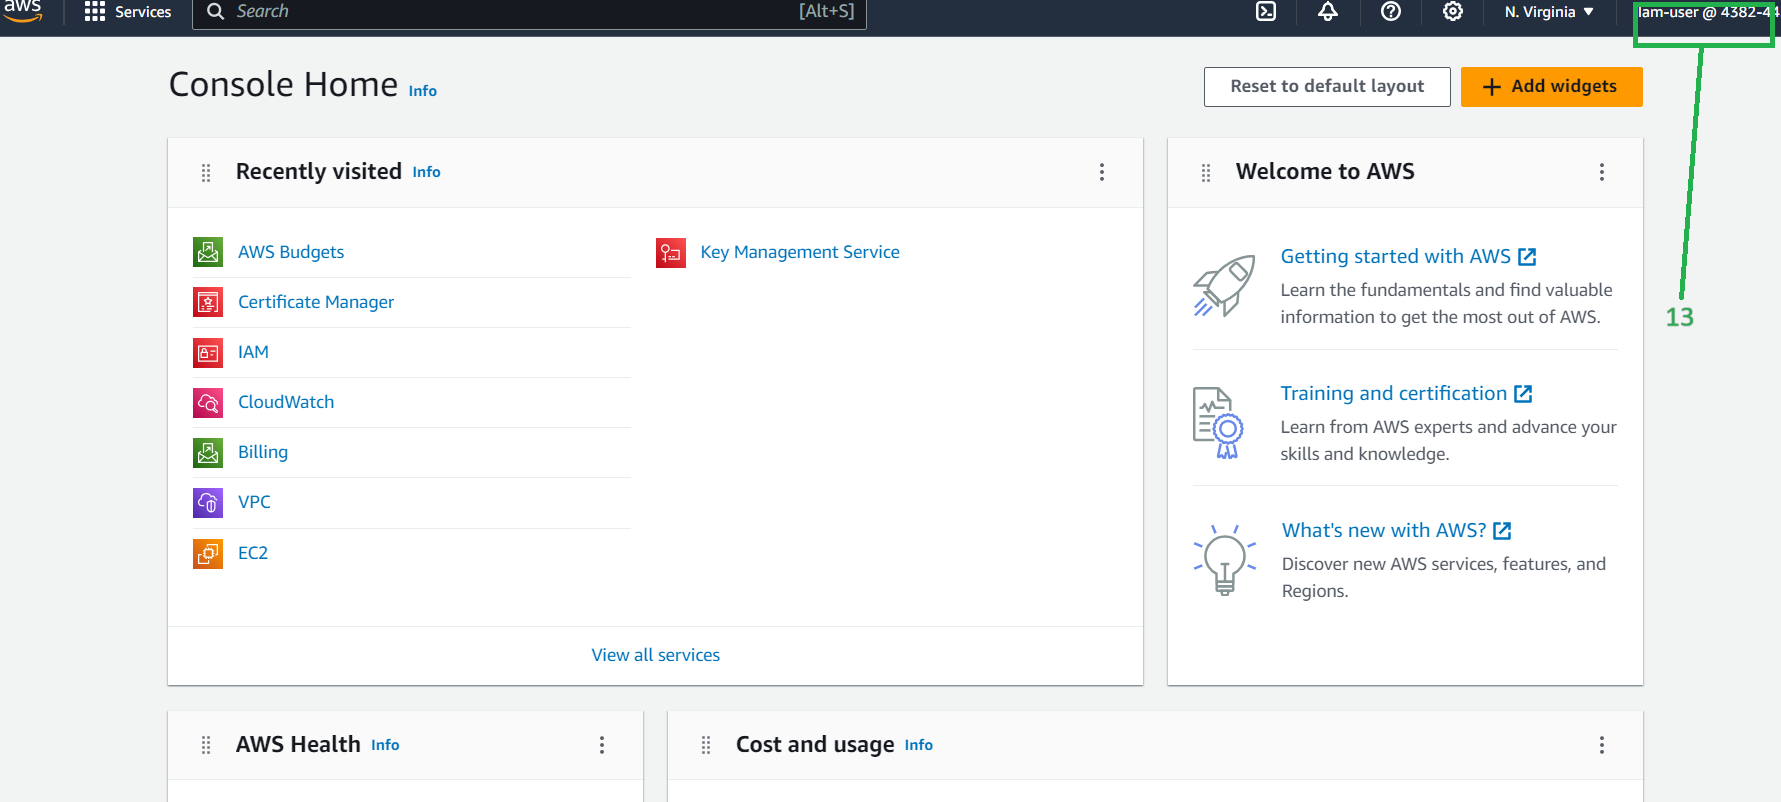 aws
Services
Search
[Alt+S]
N. Virginia
Iam-user @ 4382-44
Console Home Info
Reset to default layout
Add widgets
Recently visited Info
AWS Budgets
Certificate Manager
IAM
CloudWatch
Billing
VPC
EC2
Key Management Service
View all services
Welcome to AWS
Getting started with AWS
Learn the fundamentals and find valuable
information to get the most out of AWS.
Training and certification
Learn from AWS experts and advance your
skills and knowledge.
What's new with AWS?
Discover new AWS services, features, and
Regions.
13
AWS Health Info
Cost and usage Info